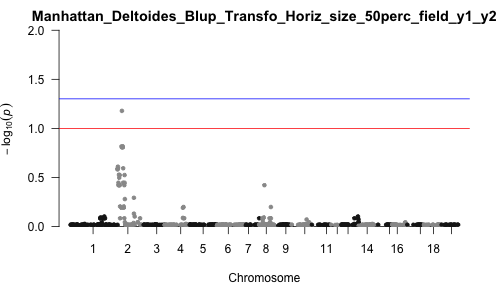 Manhattan_Deltoides_Blup_Transfo_Horiz_size_50perc_field_y1_y2
2.0
1.5
1.0
0.5
0.0
− log10(p)
1 2 3 4 5 6 7 8 9 11 14 16 18
Chromosome